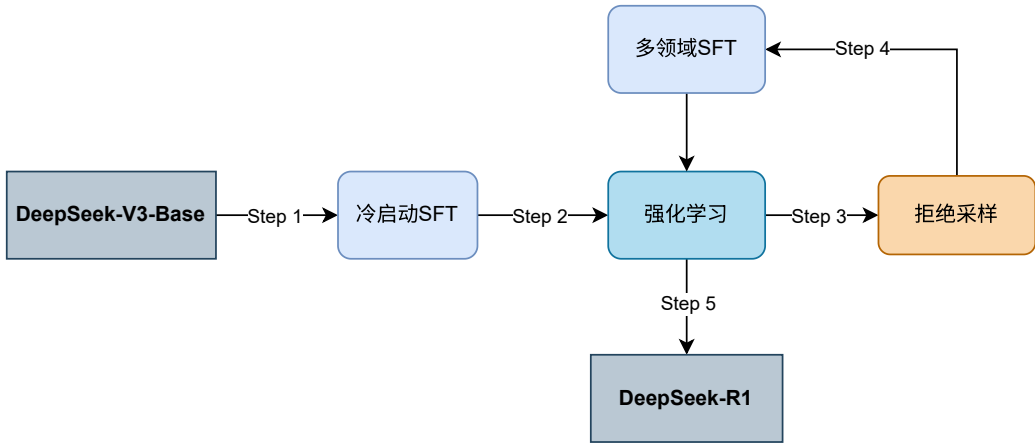 多领域SFT
Step 4
DeepSeek-V3-Base
Step 1
冷启动SFT
Step 2
强化学习
Step 3
拒绝采样
Step 5
DeepSeek-R1